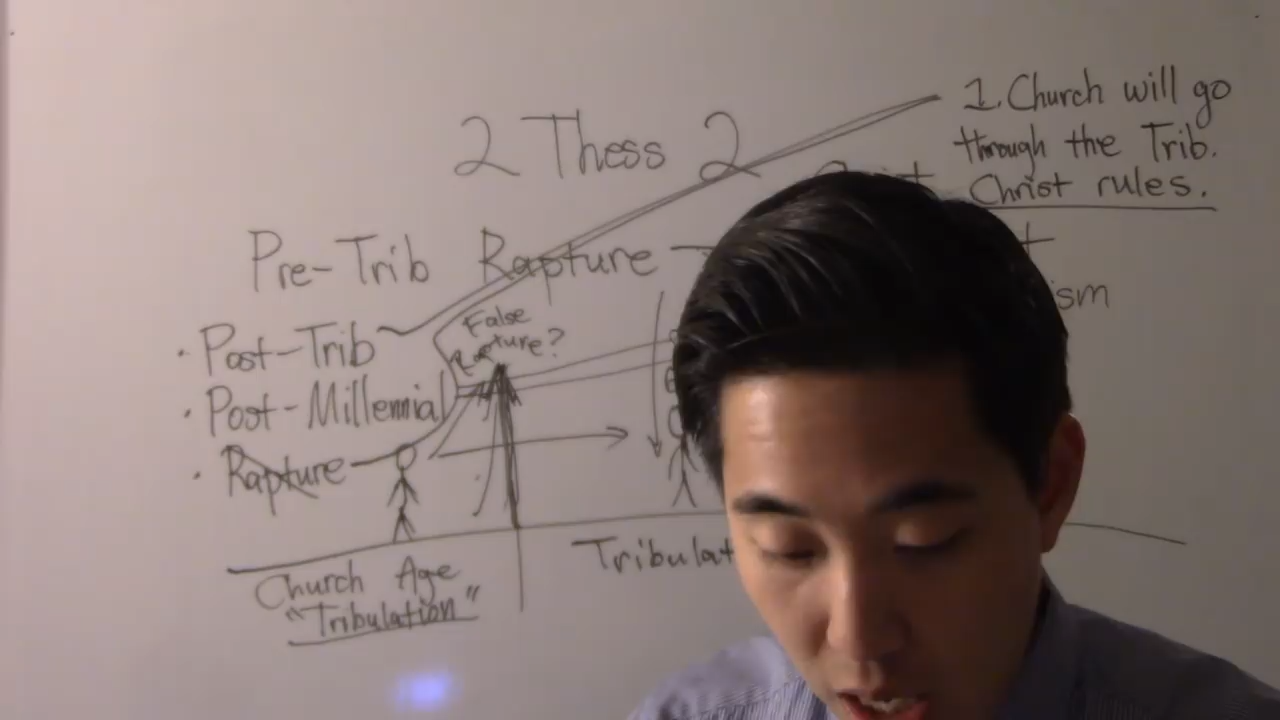 2 Thess 2
1. Church will go
through the Trib.
Christ rules.
Pre-Trib Rapture
False
Rapture?
· Post-Trib
· Post-Millennial
· Rapture
Church Age
"Tribulation"